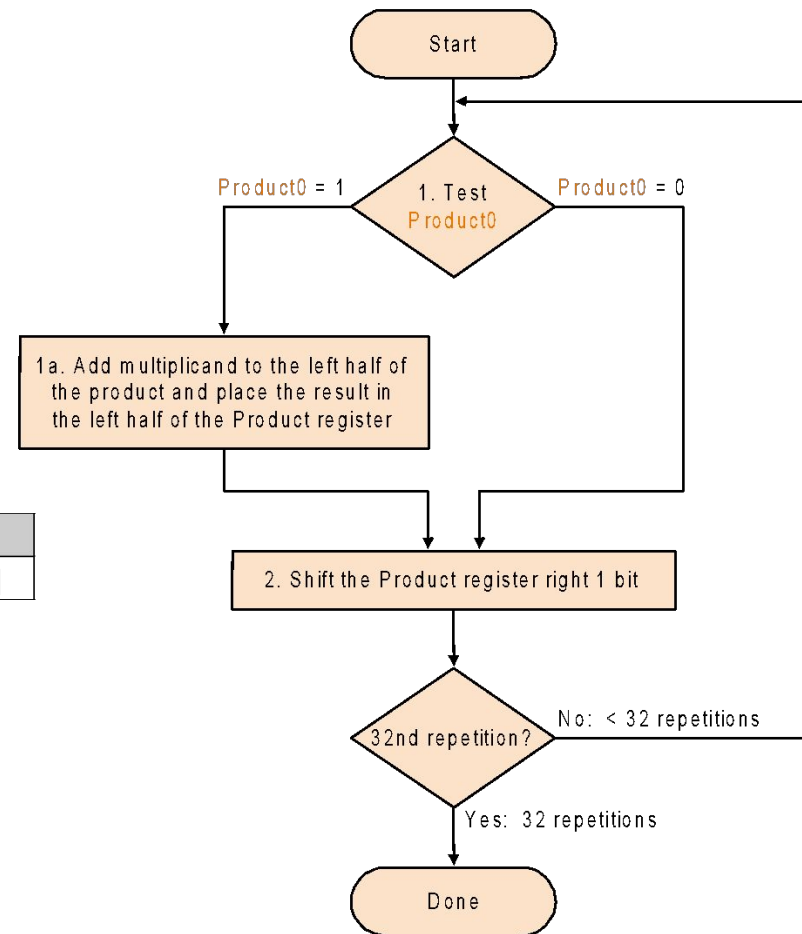 Start
Product0 = 1
1. Test
Product0
Product0 = 0
1a. Add multiplicand to the left half of
the product and place the result in
the left half of the Product register
2. Shift the Product register right 1 bit
32nd repetition?
No: < 32 repetitions
Yes: 32 repetitions
Done